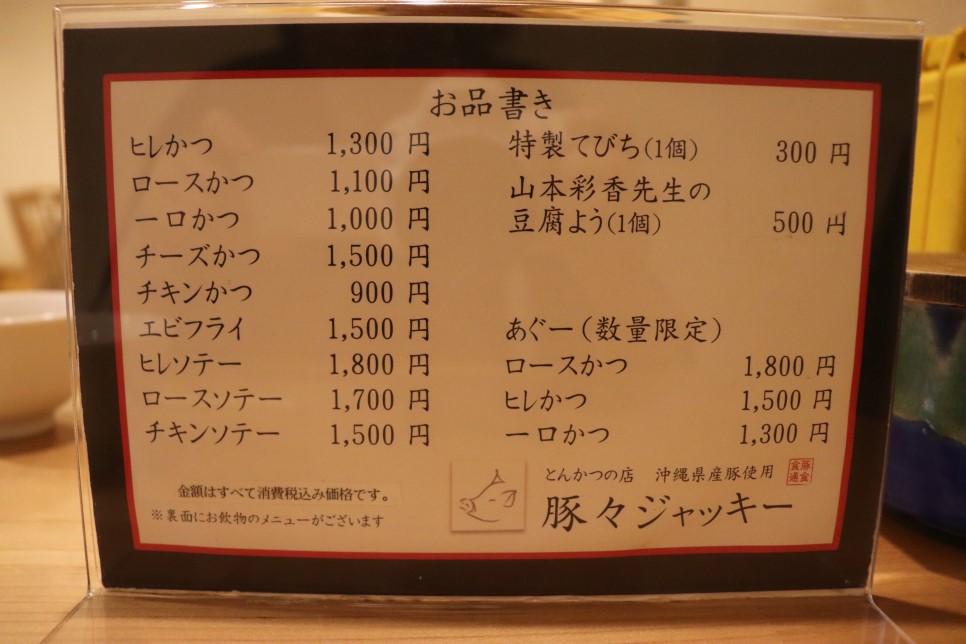 お品書き
ヒレかつ 1,300 円
ロースかつ 1,100 円
一口かつ 1,000 円
チーズかつ 1,500 円
チキンかつ 900 円
エビフライ 1,500 円
ヒレソテー 1,800 円
ロースソテー 1,700 円
チキンソテー 1,500 円
金額はすべて消費税込み価格です。
※裏面にお飲物のメニューがございます
特製てびち(1個) 300 円
山本彩香先生の
豆腐よう(1個) 500 円
あぐー(数量限定)
ロースかつ 1,800 円
ヒレかつ 1,500 円
一口かつ 1,300 円
とんかつの店 沖縄県産豚使用
豚々ジャッキー